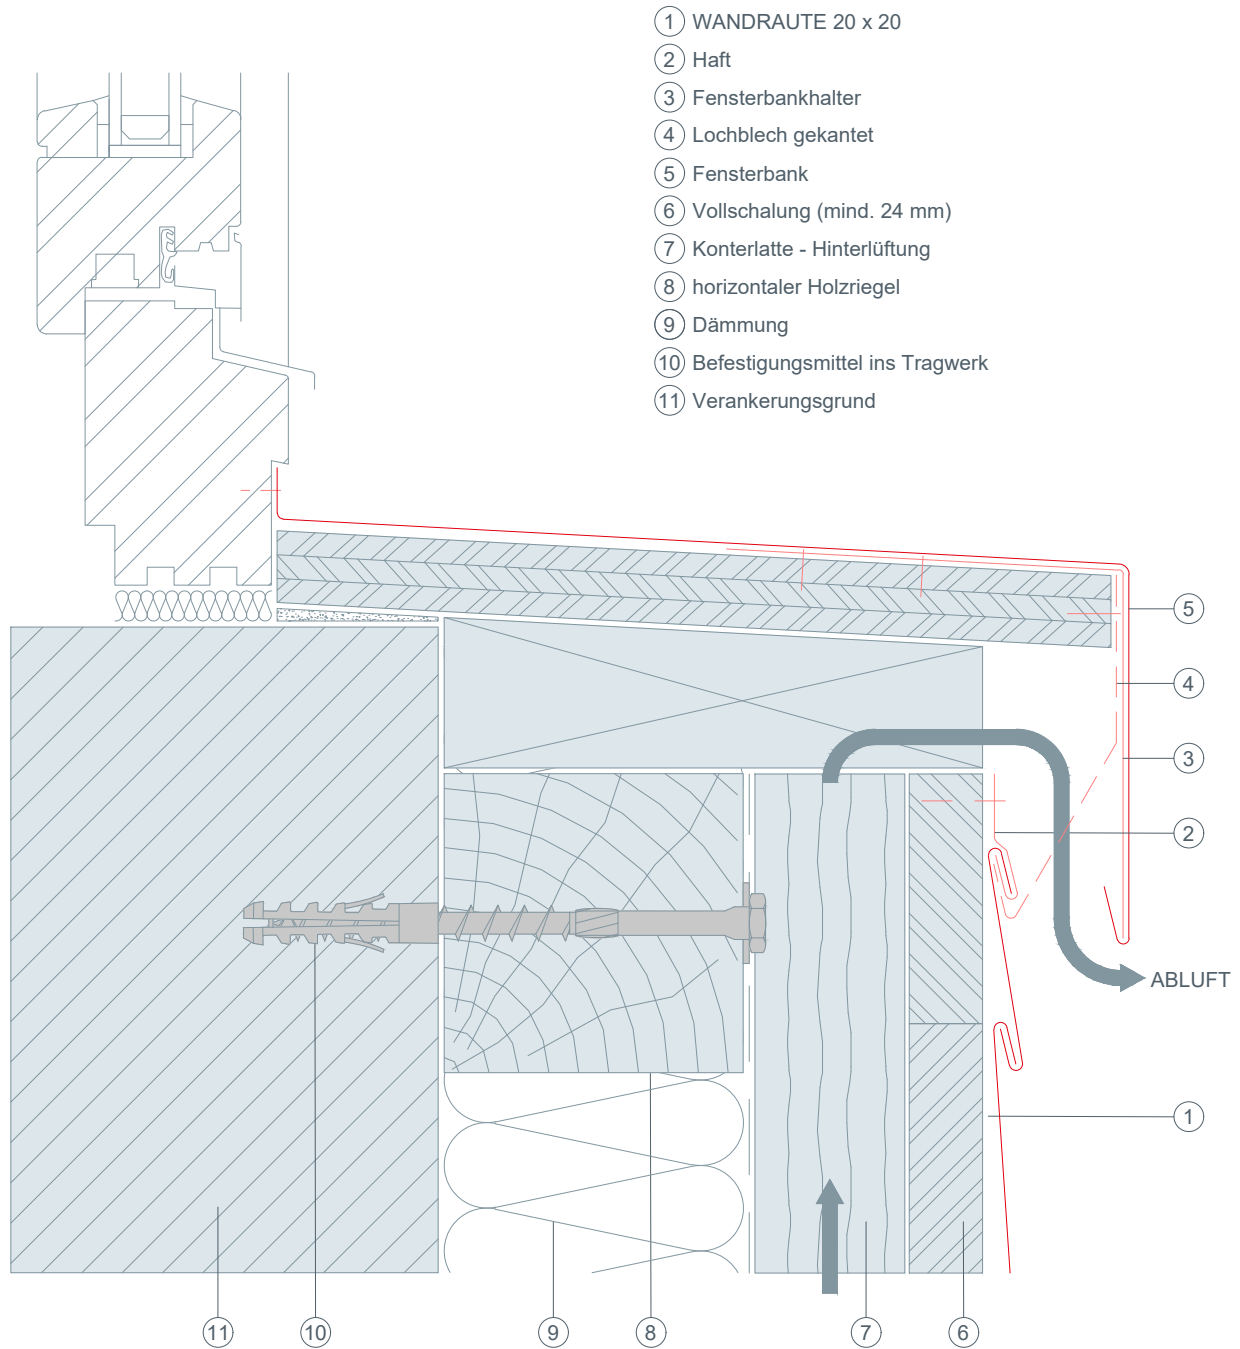 1 WANDRAUTE 20 x 20
2 Haft
3 Fensterbankhalter
4 Lochblech gekantet
5 Fensterbank
6 Vollschalung (mind. 24 mm)
7 Konterlatte - Hinterlüftung
8 horizontaler Holzriegel
9 Dämmung
10 Befestigungsmittel ins Tragwerk
11 Verankerungsgrund
5
4
3
2
ABLUFT
1
11 10 9 8 7 6